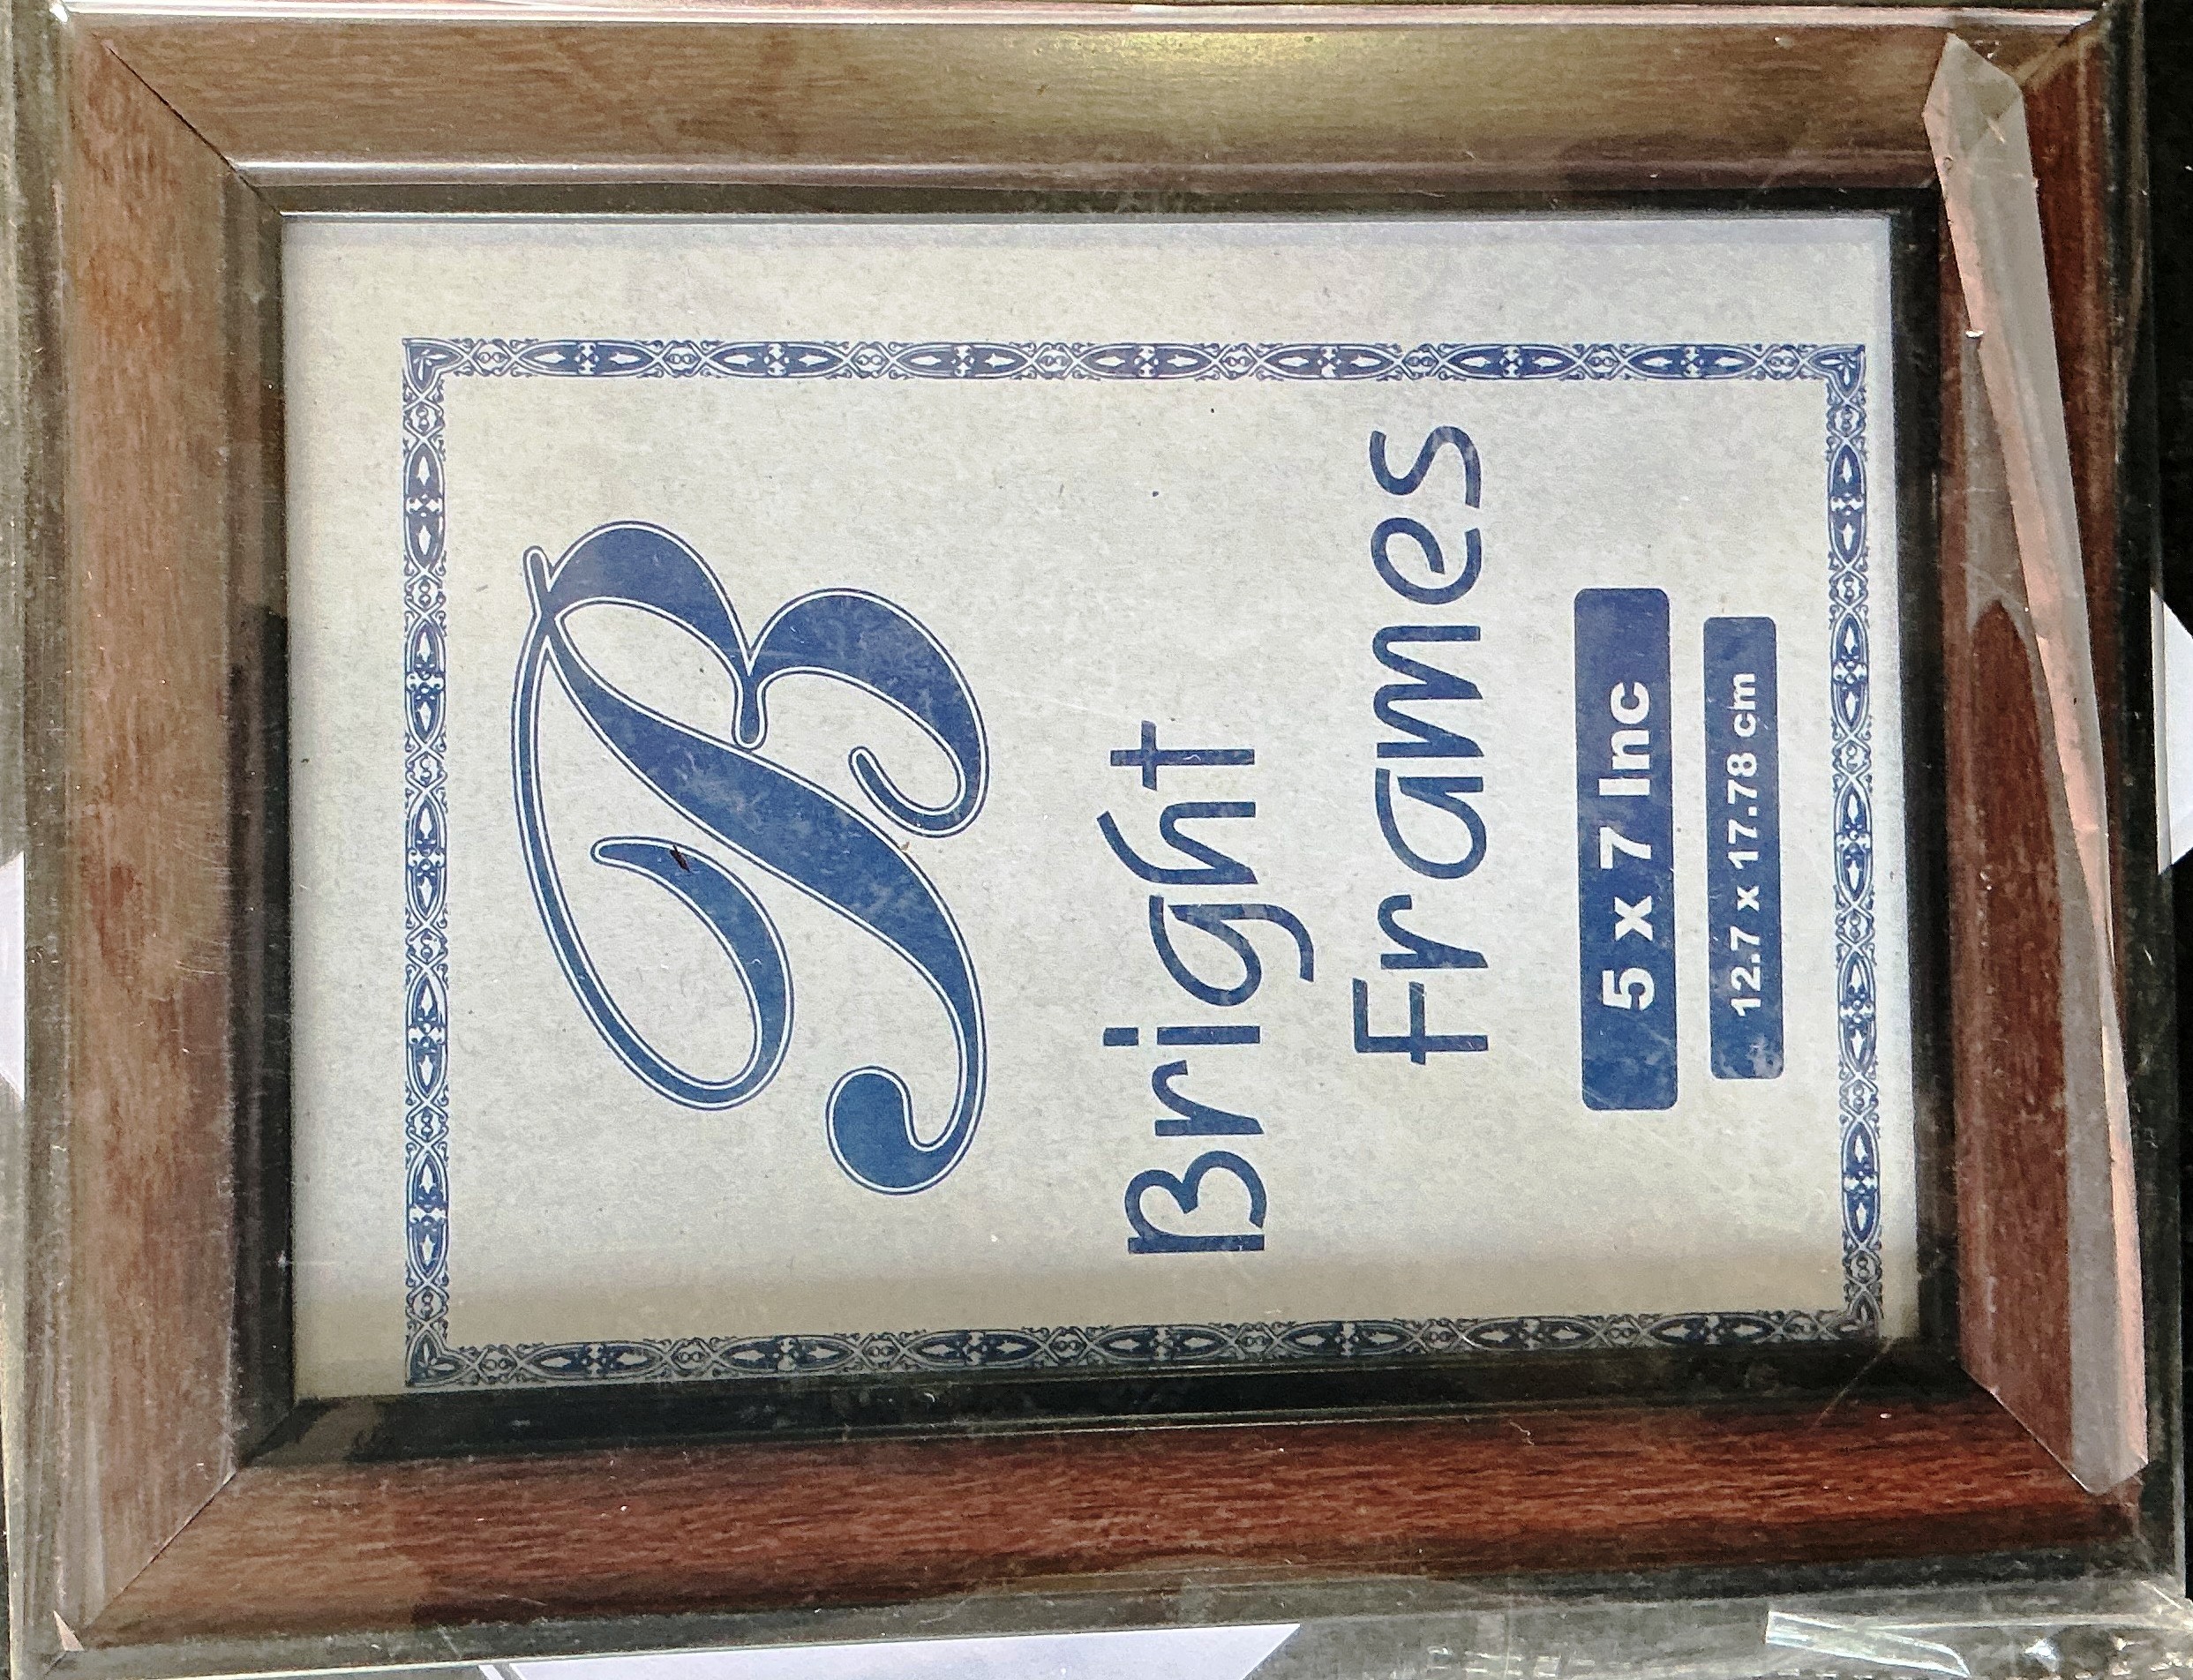 B
Bright
Frames
5 x 7 Inc
12.7 x 17.78 cm